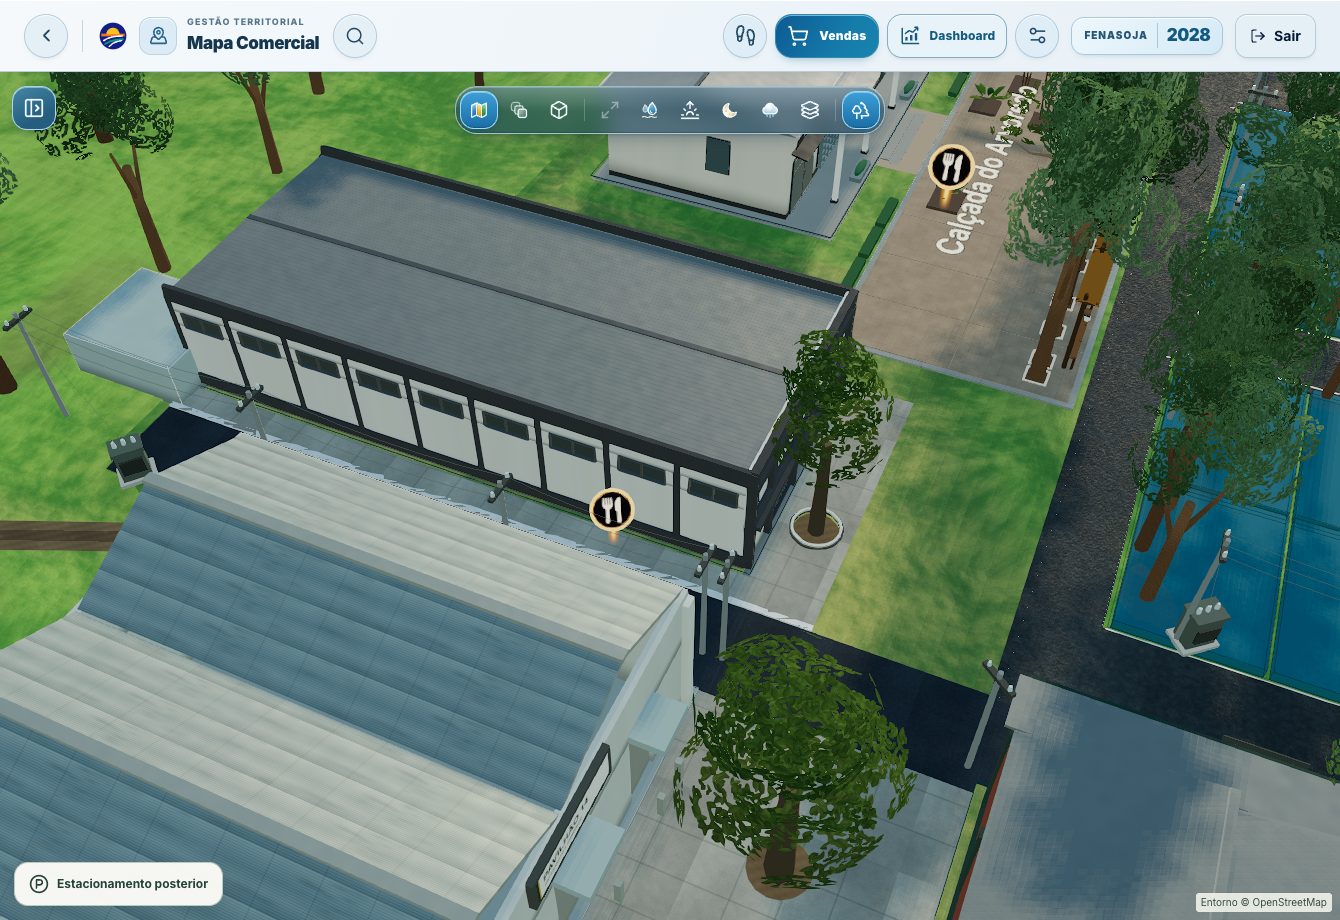 GESTÃO TERRITORIAL
Mapa Comercial
Vendas
Dashboard
FENASOJA 2028
Sair
Calçada do
Estacionamento posterior
Entorno © OpenStreetMap